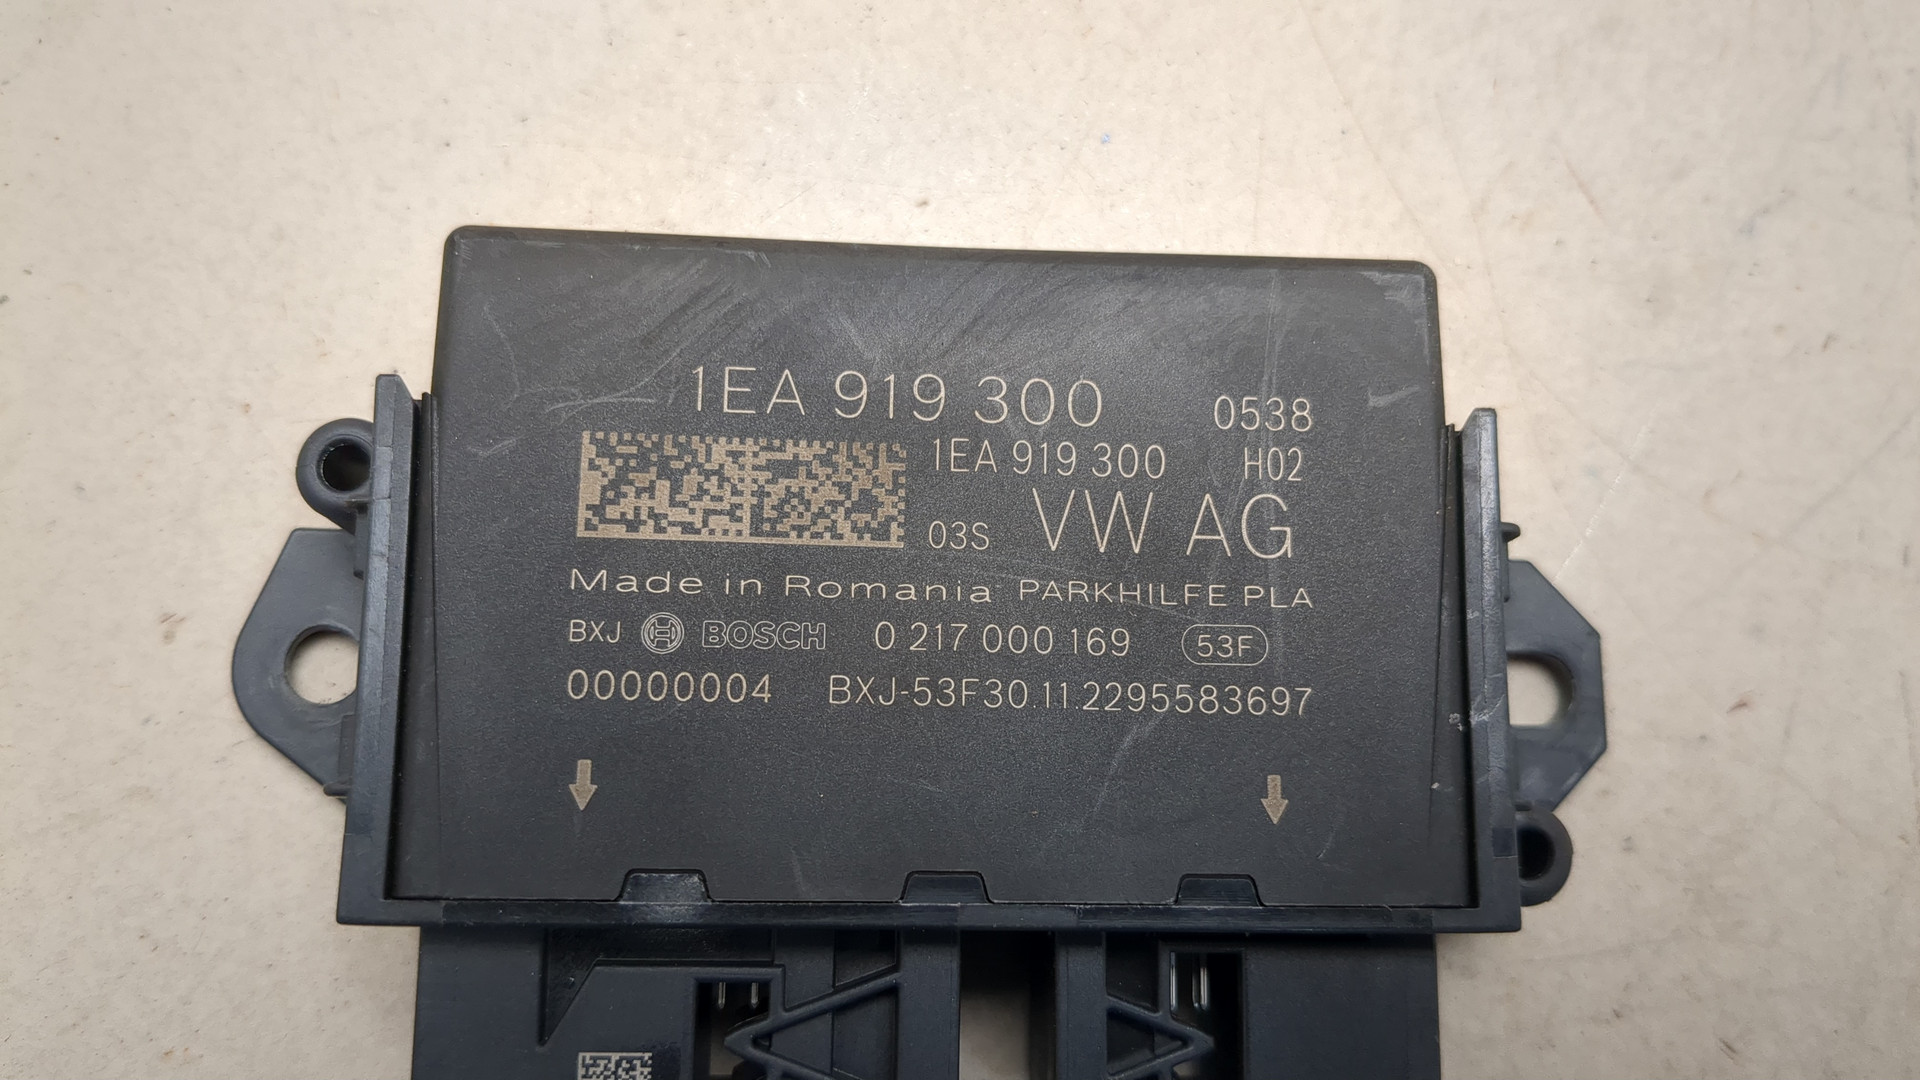 1EA 919 300 0538
1EA 919 300 H02
03S VW AG
Made in Romania PARKHILFE PLA
BXJ BOSCH 0 217 000 169 53F
00000004 BXJ-53F30.11.2295583697